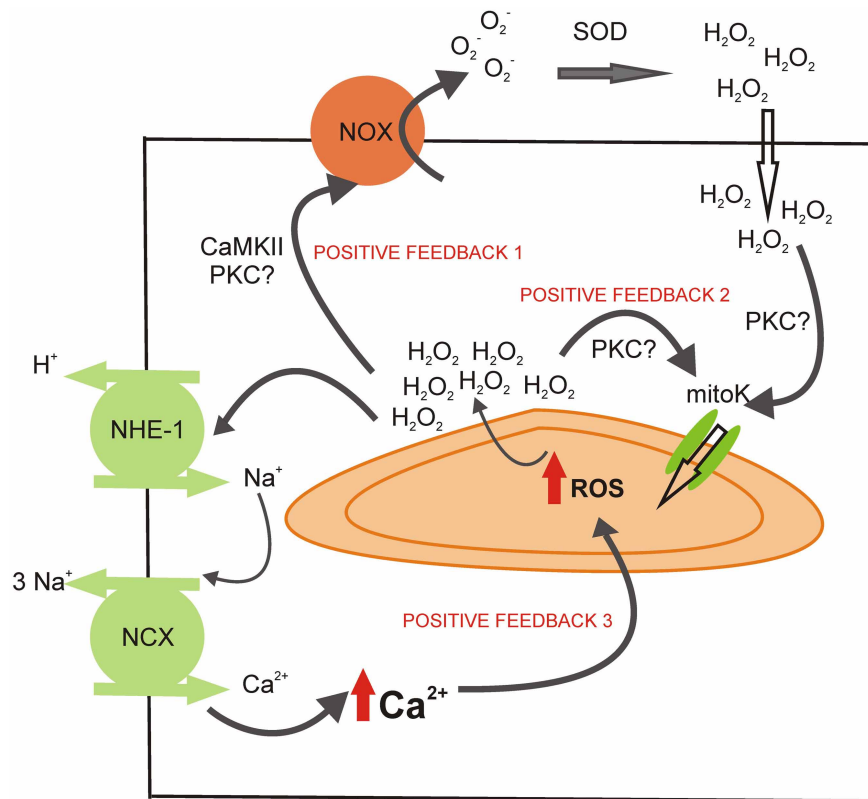 O₂⁻
O₂⁻
O₂⁻
SOD
H₂O₂
H₂O₂
H₂O₂
NOX
H₂O₂
H₂O₂
H₂O₂
CaMKII
PKC?
POSITIVE FEEDBACK 1
POSITIVE FEEDBACK 2
PKC?
PKC?
H₂O₂
H₂O₂
H₂O₂
H₂O₂
H₂O₂
H₂O₂
mitoK
H⁺
NHE-1
Na⁺
ROS
3 Na⁺
NCX
Ca²⁺
POSITIVE FEEDBACK 3
Ca²⁺